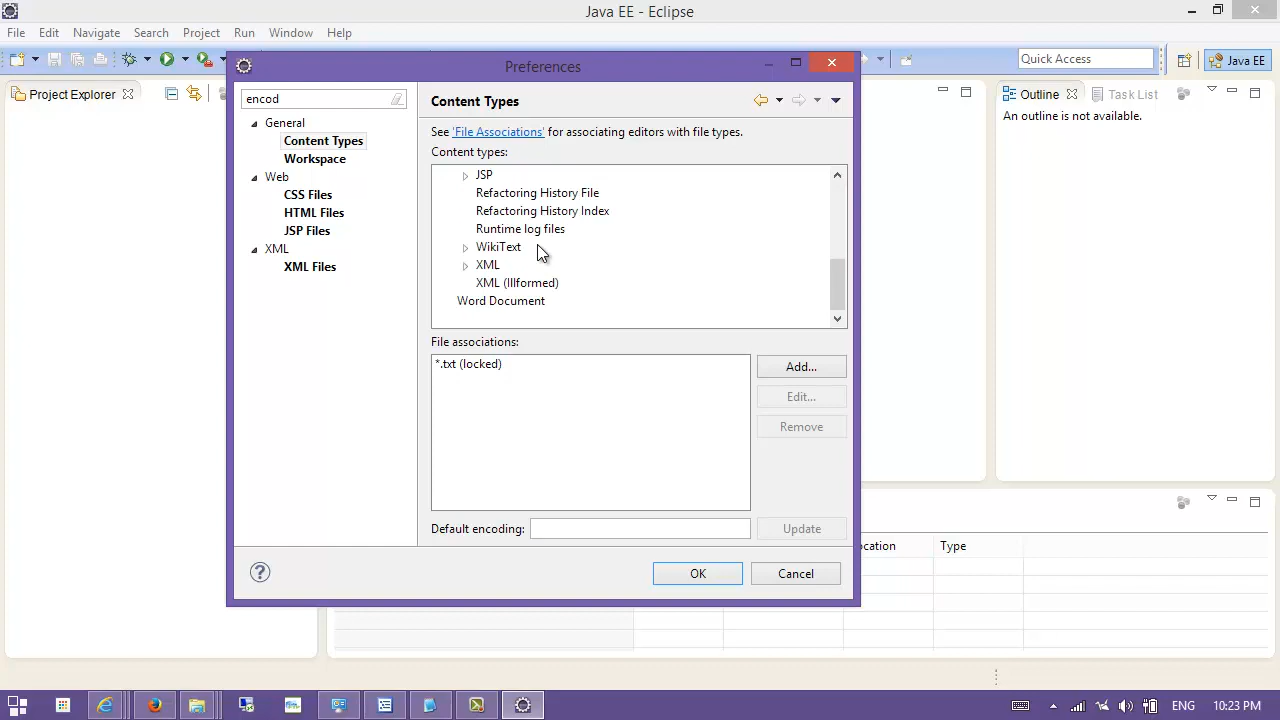 Java EE - Eclipse
File Edit Navigate Search Project Run Window Help
Quick Access
Java EE
Project Explorer
Preferences
encod
General
Content Types
Workspace
Web
CSS Files
HTML Files
JSP Files
XML
XML Files
Content Types
See 'File Associations' for associating editors with file types.
Content types:
JSP
Refactoring History File
Refactoring History Index
Runtime log files
WikiText
XML
XML (Illformed)
Word Document
File associations:
*.txt (locked)
Add...
Edit...
Remove
Default encoding:
Update
OK
Cancel
Outline
Task List
An outline is not available.
ocation
Type
10:23 PM